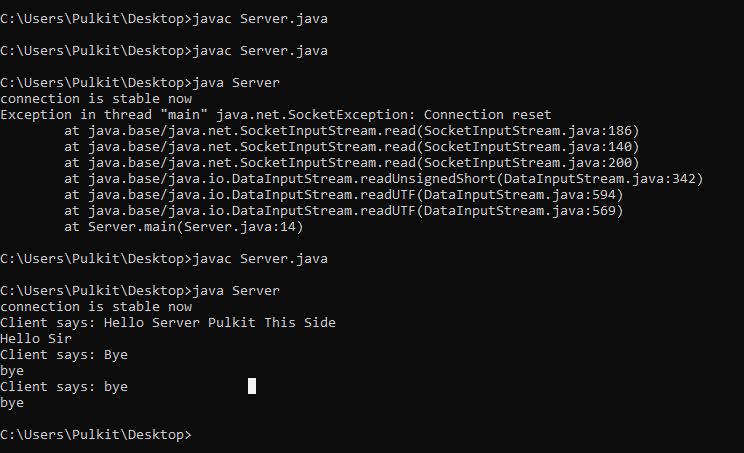 C:\Users\Pulkit\Desktop>javac Server.java
C:\Users\Pulkit\Desktop>javac Server.java
C:\Users\Pulkit\Desktop>java Server
connection is stable now
Exception in thread "main" java.net.SocketException: Connection reset
        at java.base/java.net.SocketInputStream.read(SocketInputStream.java:186)
        at java.base/java.net.SocketInputStream.read(SocketInputStream.java:140)
        at java.base/java.net.SocketInputStream.read(SocketInputStream.java:200)
        at java.base/java.io.DataInputStream.readUnsignedShort(DataInputStream.java:342)
        at java.base/java.io.DataInputStream.readUTF(DataInputStream.java:594)
        at java.base/java.io.DataInputStream.readUTF(DataInputStream.java:569)
        at Server.main(Server.java:14)
C:\Users\Pulkit\Desktop>javac Server.java
C:\Users\Pulkit\Desktop>java Server
connection is stable now
Client says: Hello Server Pulkit This Side
Hello Sir
Client says: Bye
bye
Client says: bye
bye
C:\Users\Pulkit\Desktop>